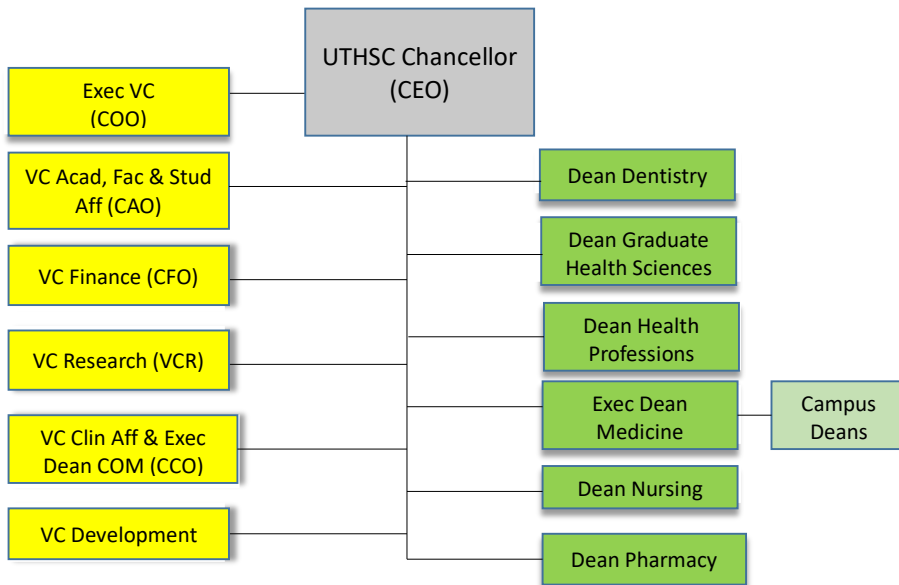 UTHSC Chancellor
(CEO)
Exec VC
(COO)
VC Acad, Fac & Stud
Aff (CAO)
VC Finance (CFO)
VC Research (VCR)
VC Clin Aff & Exec
Dean COM (CCO)
VC Development
Dean Dentistry
Dean Graduate
Health Sciences
Dean Health
Professions
Exec Dean
Medicine
Campus
Deans
Dean Nursing
Dean Pharmacy